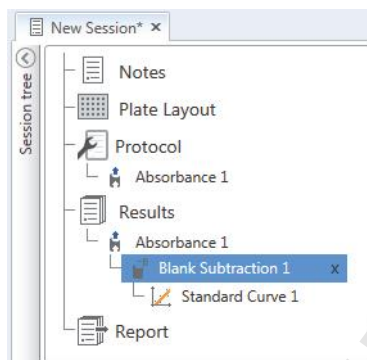 New Session* ×
Session tree
Notes
Plate Layout
Protocol
Absorbance 1
Results
Absorbance 1
Blank Subtraction 1 x
Standard Curve 1
Report